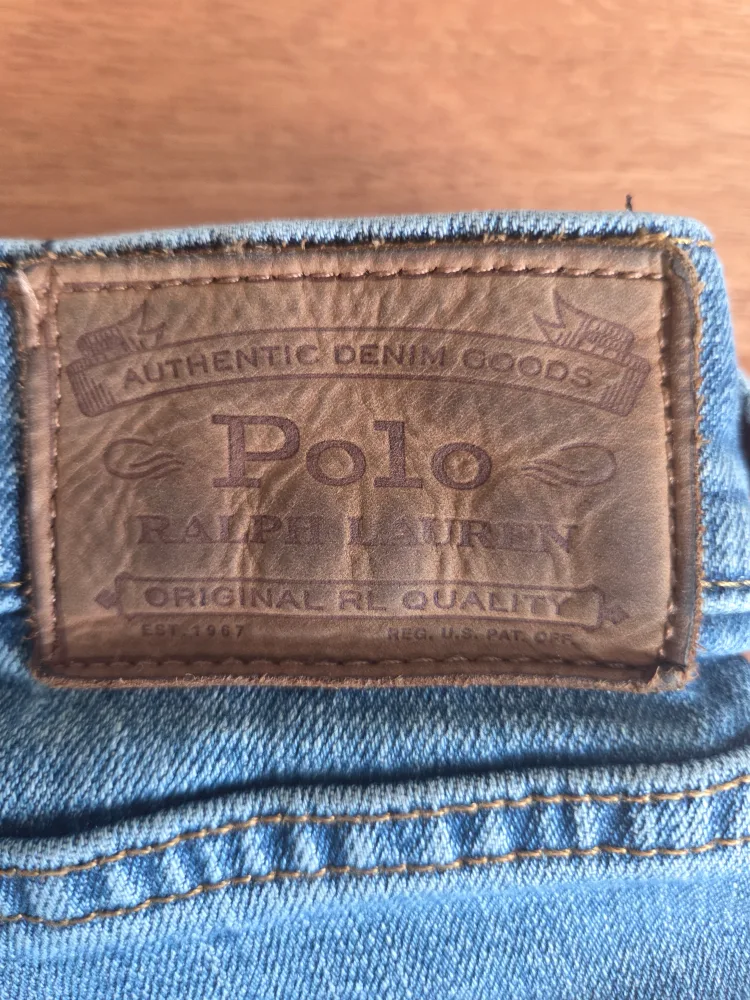 AUTHENTIC DENIM GOODS
Polo
RALPH LAUREN
ORIGINAL RL QUALITY
EST. 1967 REG. U.S. PAT. OFF.